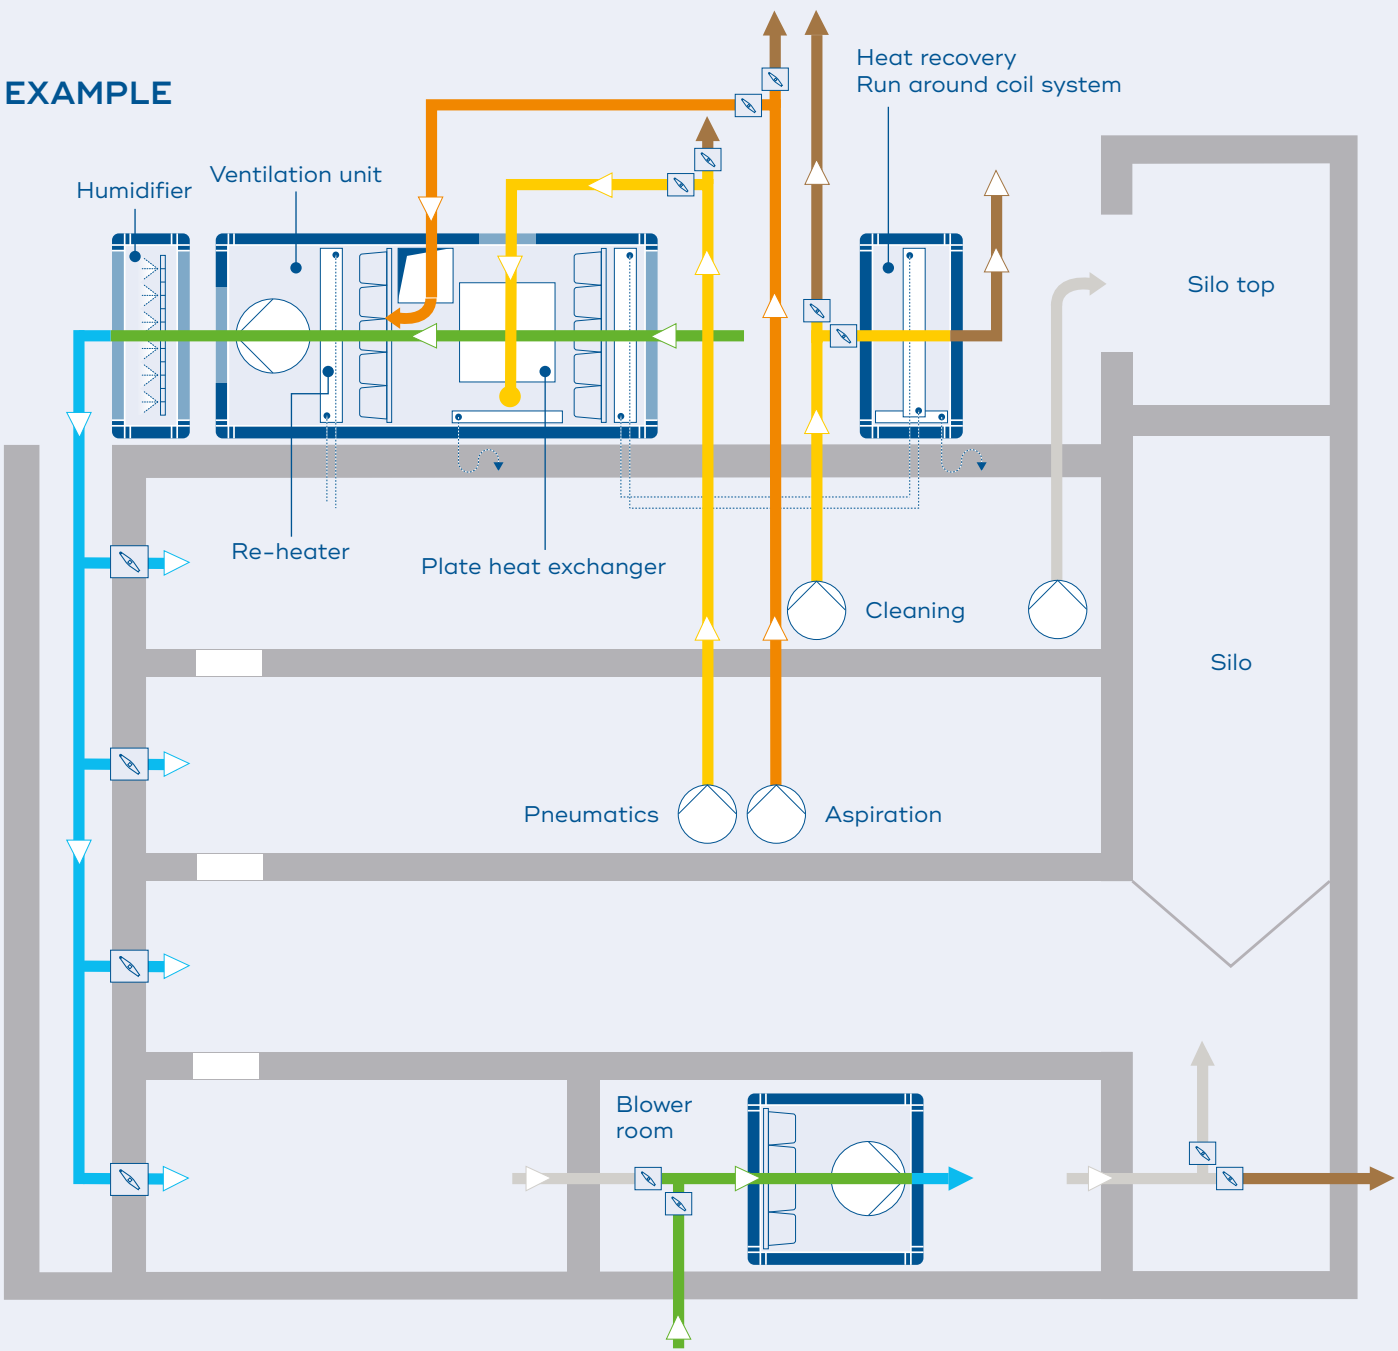 EXAMPLE
Heat recovery
Run around coil system
Humidifier
Ventilation unit
Silo top
Re-heater
Plate heat exchanger
Cleaning
Silo
Pneumatics
Aspiration
Blower
room